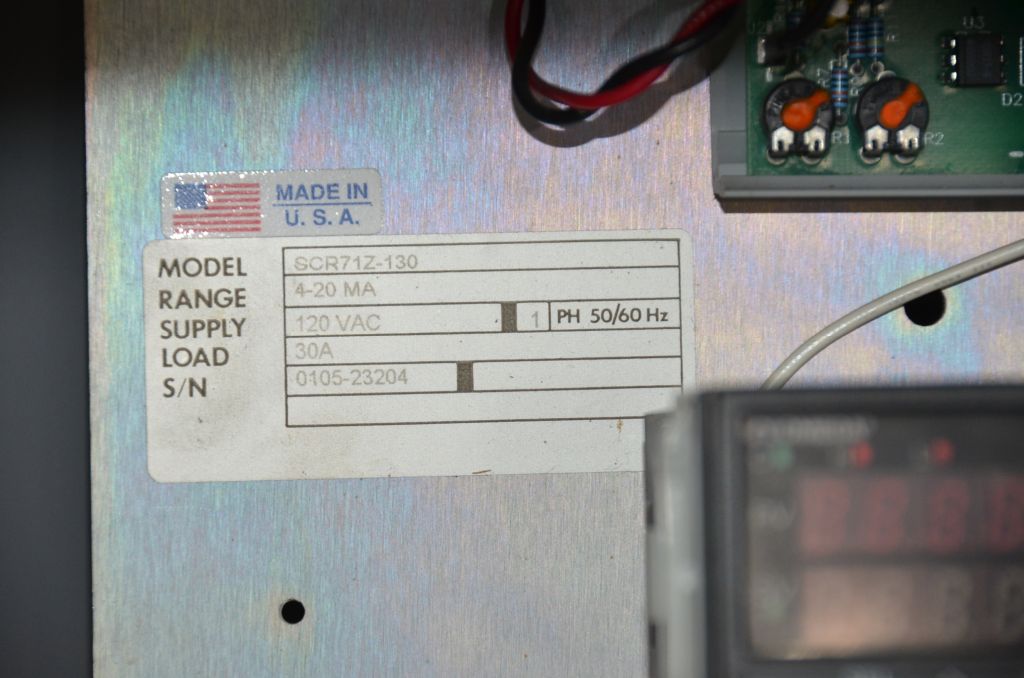 U3
D2
R1
R2
MADE IN
U. S. A.
MODEL SCR71Z-130
RANGE 4-20 MA
SUPPLY 120 VAC 1 PH 50/60 Hz
LOAD 30A
S/N 0105-23204